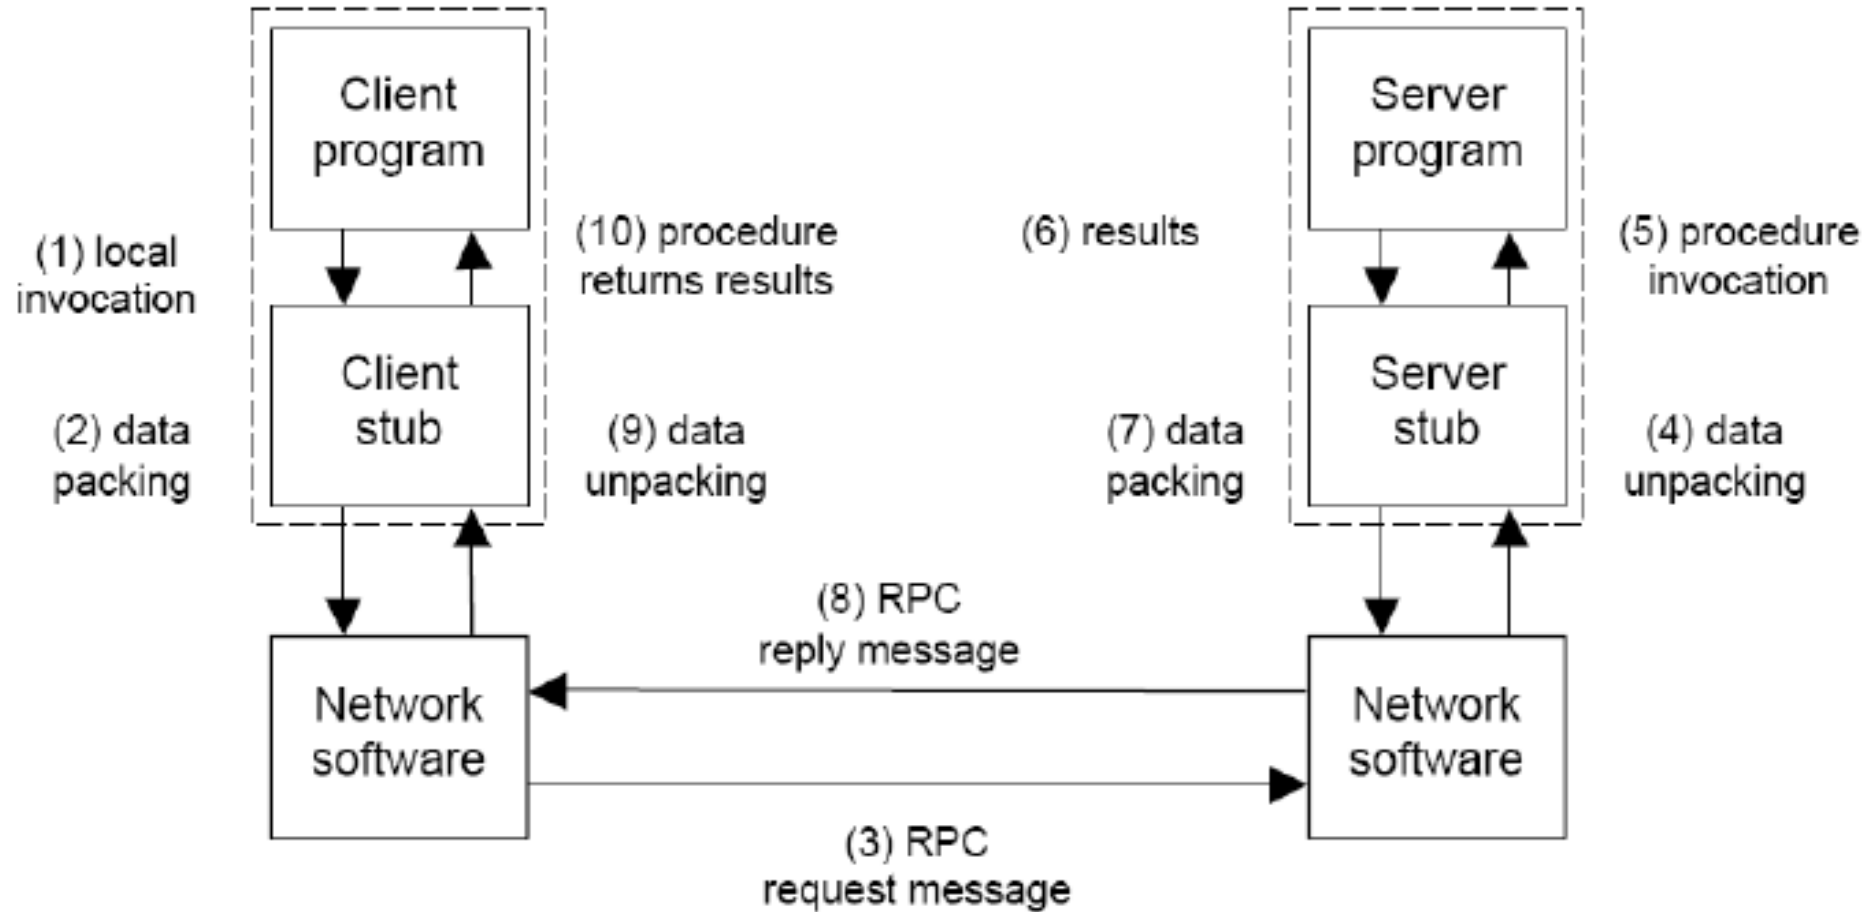 Client
program
Server
program
(1) local
invocation
(10) procedure
returns results
(6) results
(5) procedure
invocation
Client
stub
Server
stub
(2) data
packing
(9) data
unpacking
(7) data
packing
(4) data
unpacking
(8) RPC
reply message
Network
software
Network
software
(3) RPC
request message